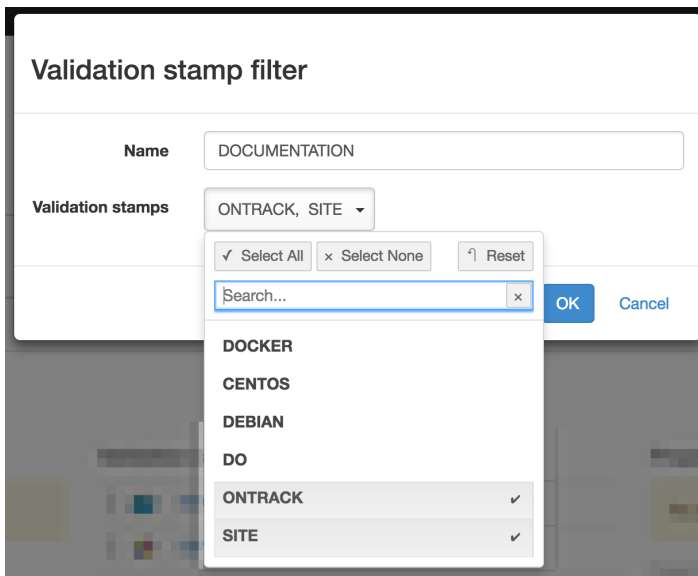 Validation stamp filter
Name
DOCUMENTATION
Validation stamps
ONTRACK, SITE
Select All
Select None
Reset
Search...
OK
Cancel
DOCKER
CENTOS
DEBIAN
DO
ONTRACK
SITE